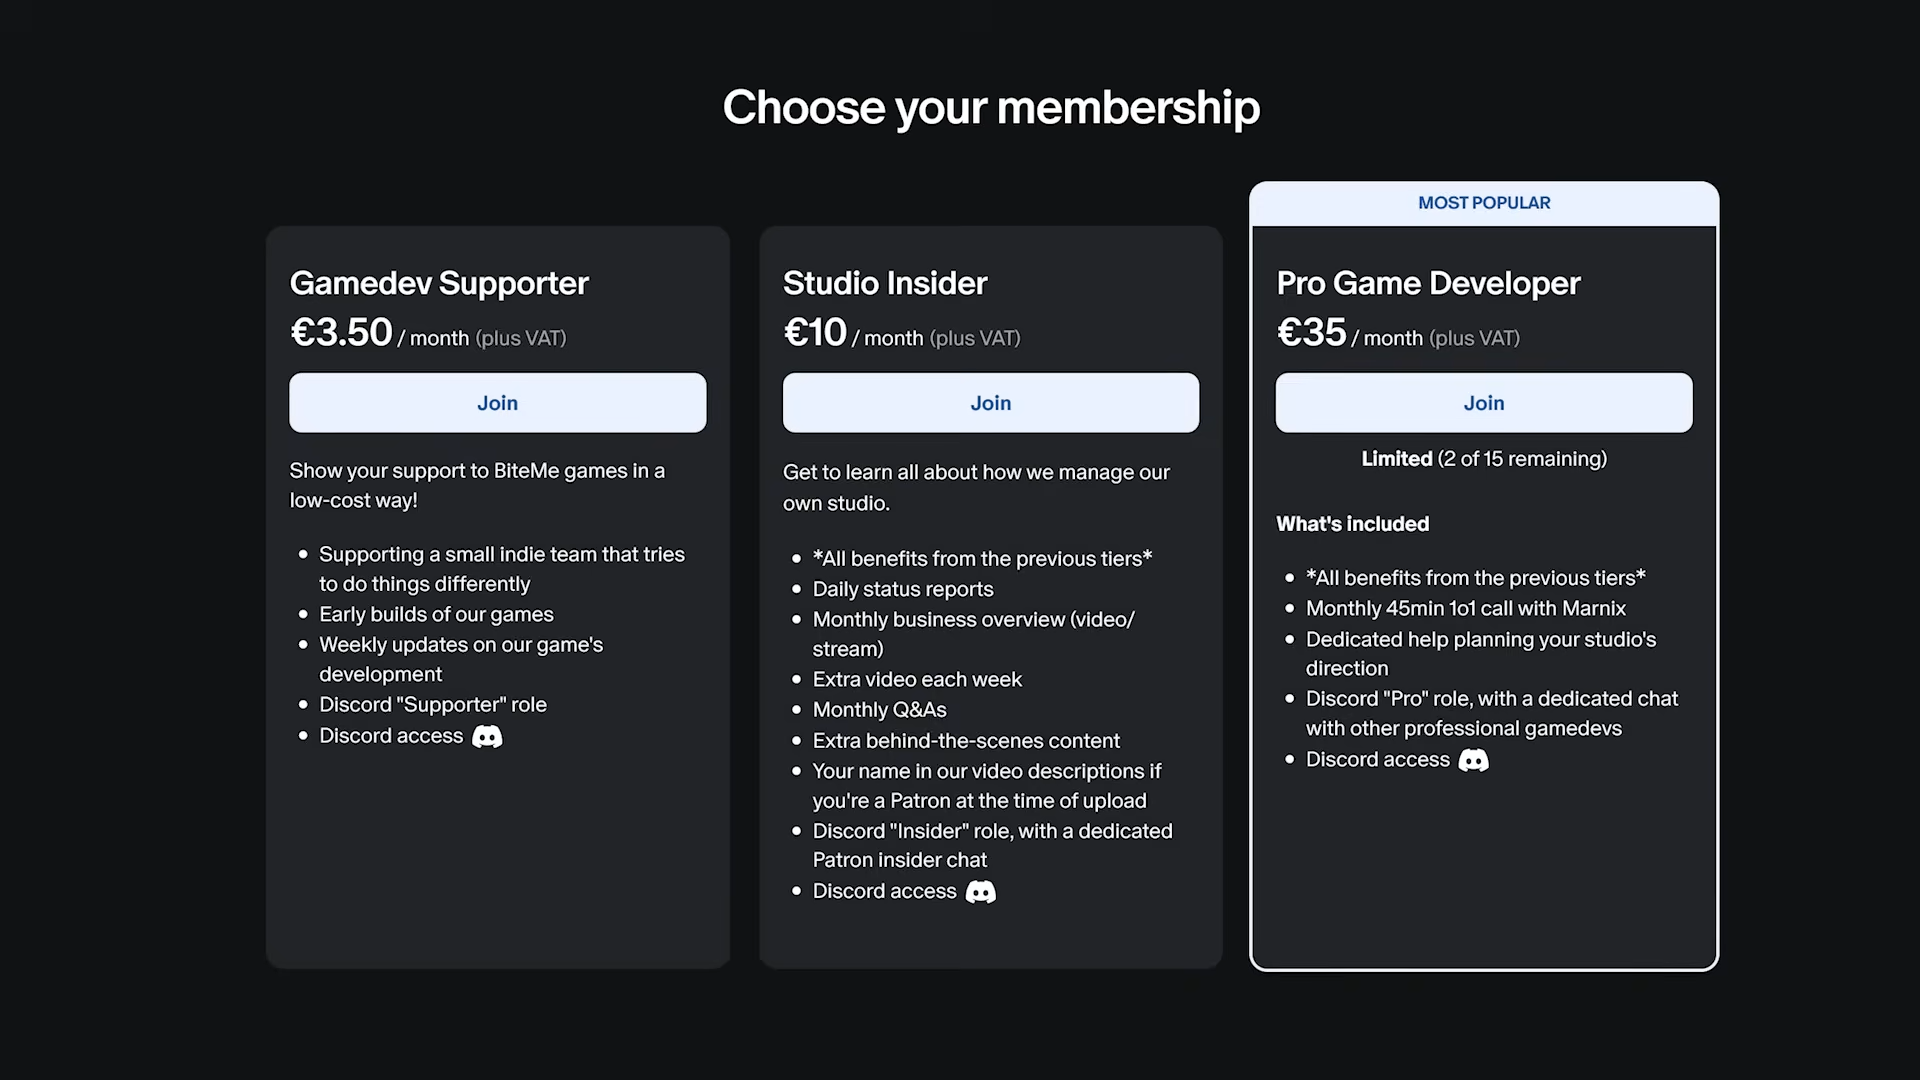 Choose your membership
Gamedev Supporter
€3.50 / month (plus VAT)
Join
Show your support to BiteMe games in a
low-cost way!
• Supporting a small indie team that tries
to do things differently
• Early builds of our games
• Weekly updates on our game's
development
• Discord "Supporter" role
• Discord access
Studio Insider
€10 / month (plus VAT)
Join
Get to learn all about how we manage our
own studio.
• *All benefits from the previous tiers*
• Daily status reports
• Monthly business overview (video/
stream)
• Extra video each week
• Monthly Q&As
• Extra behind-the-scenes content
• Your name in our video descriptions if
you're a Patron at the time of upload
• Discord "Insider" role, with a dedicated
Patron insider chat
• Discord access
MOST POPULAR
Pro Game Developer
€35 / month (plus VAT)
Join
Limited (2 of 15 remaining)
What's included
• *All benefits from the previous tiers*
• Monthly 45min 1o1 call with Marnix
• Dedicated help planning your studio's
direction
• Discord "Pro" role, with a dedicated chat
with other professional gamedevs
• Discord access